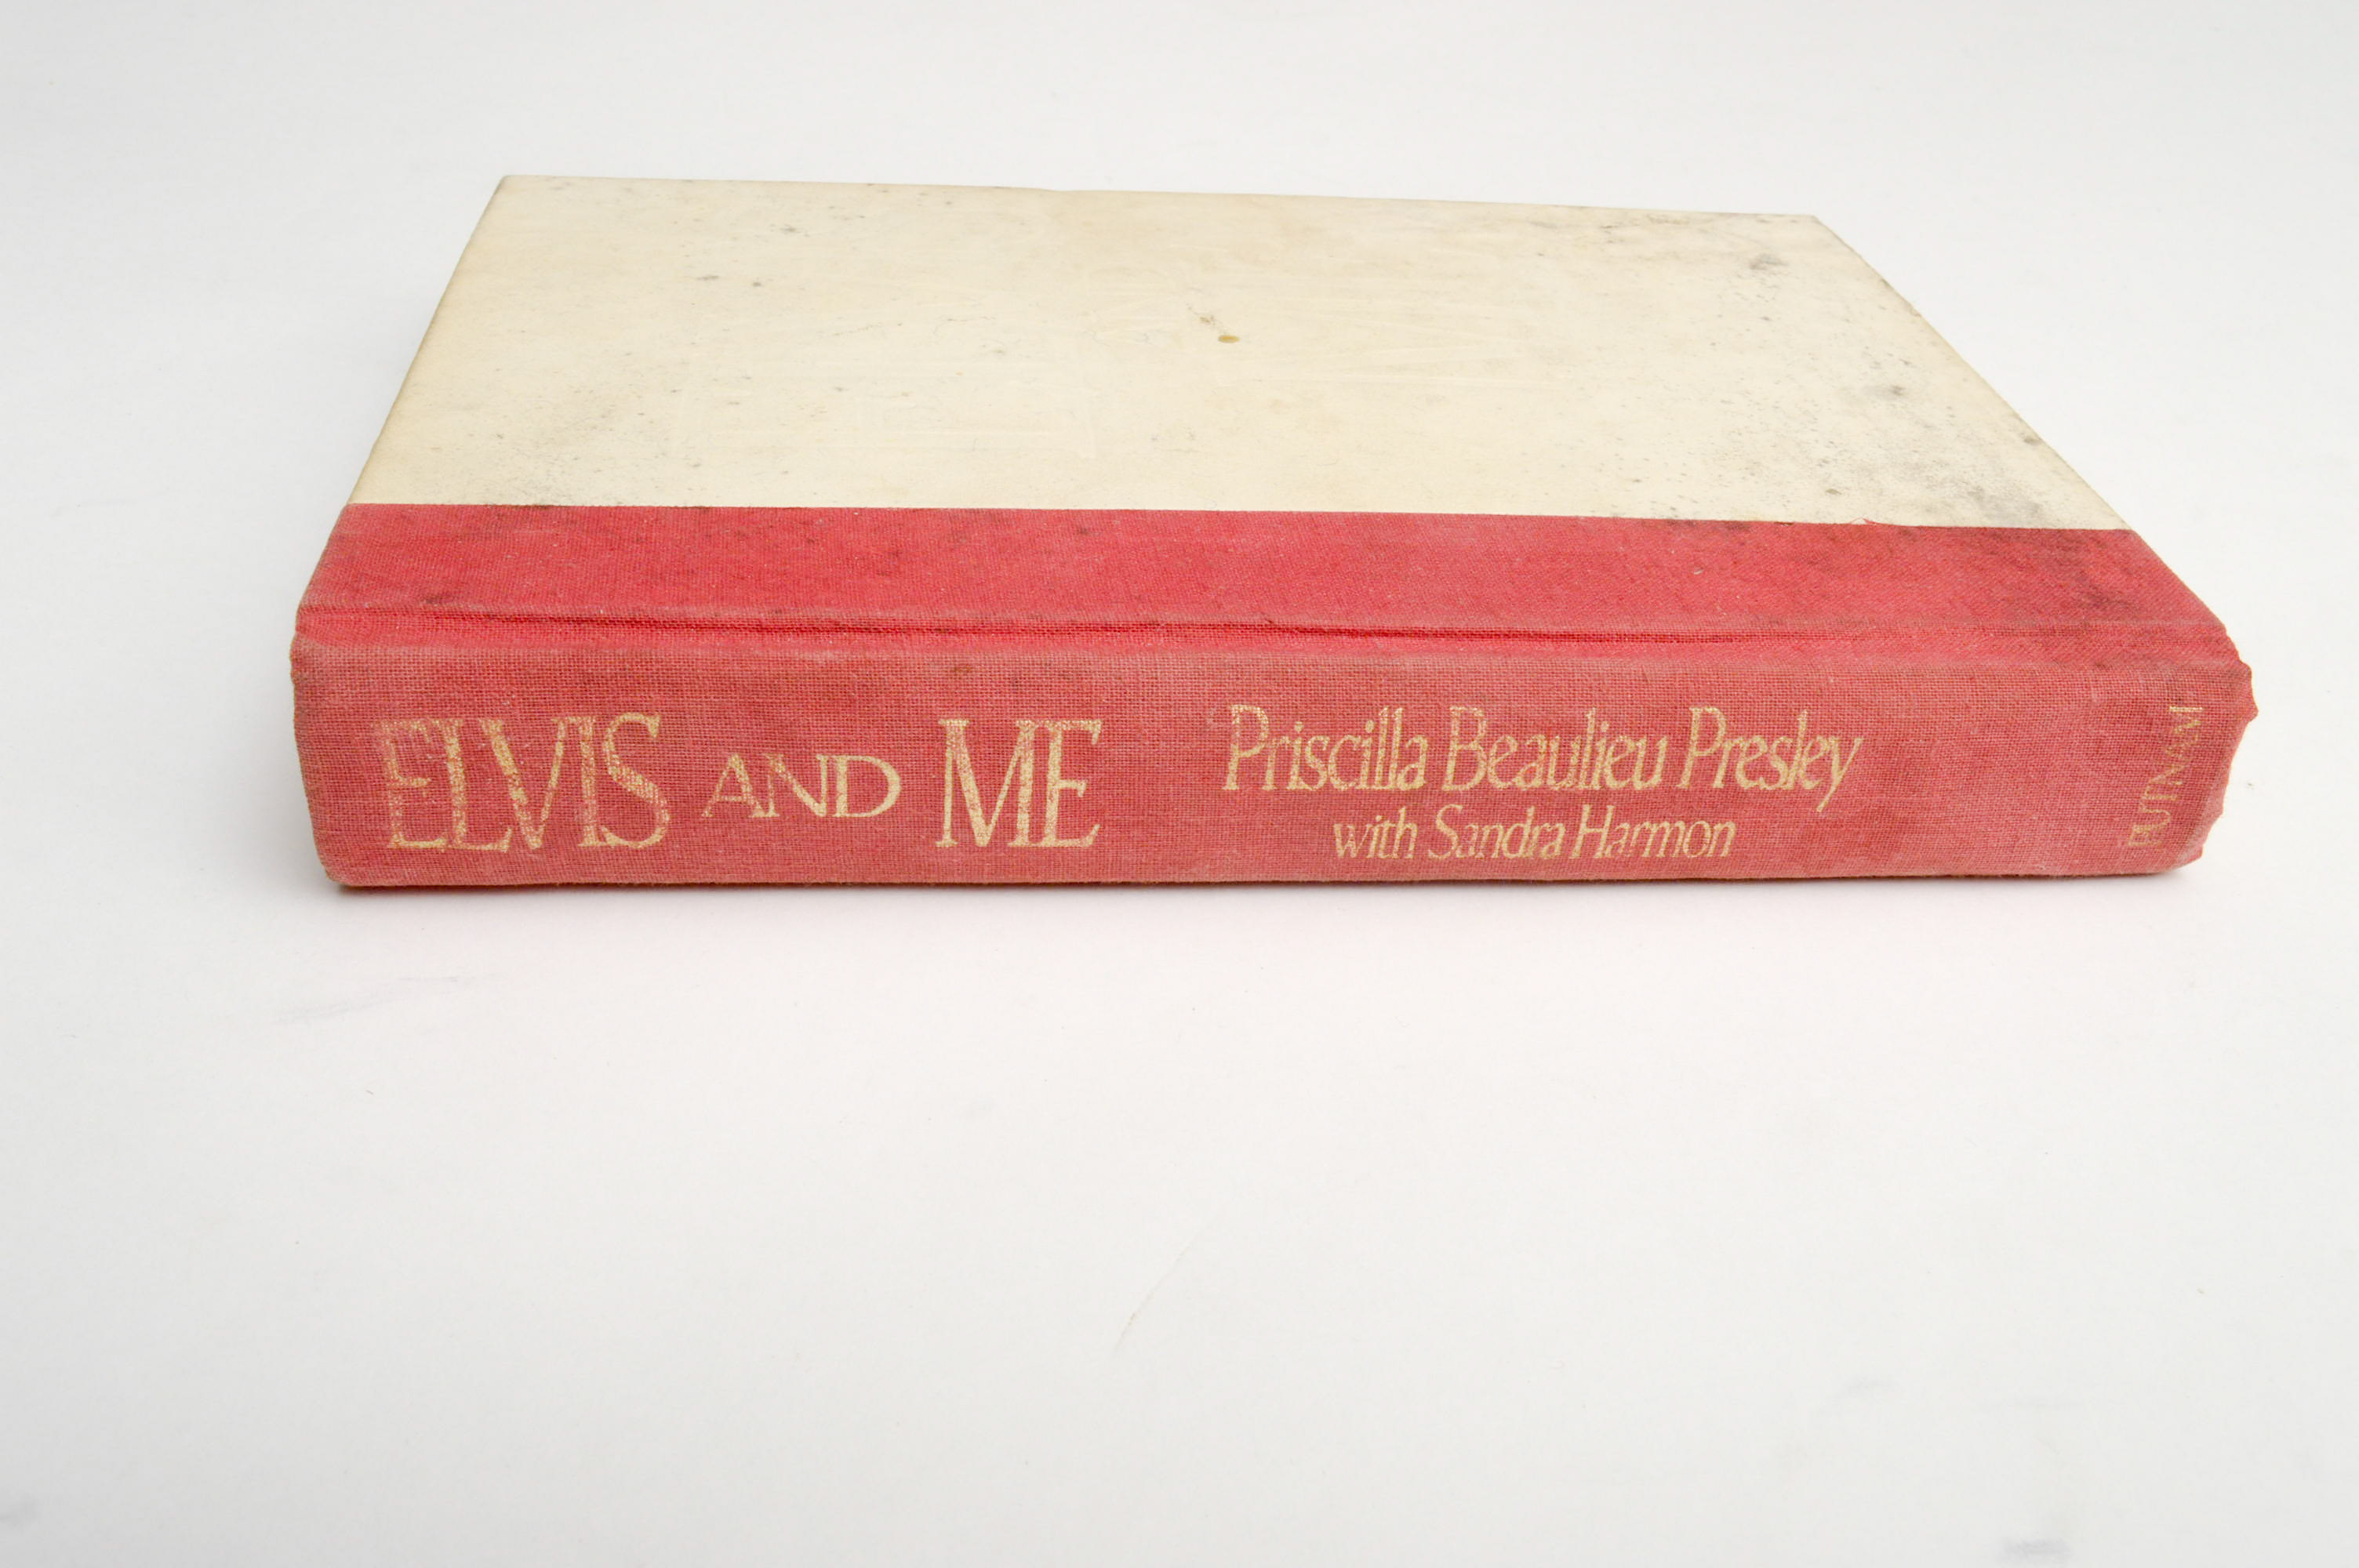 ELVIS AND ME
Priscilla Beaulieu Presley
with Sandra Harmon
PUTNAM